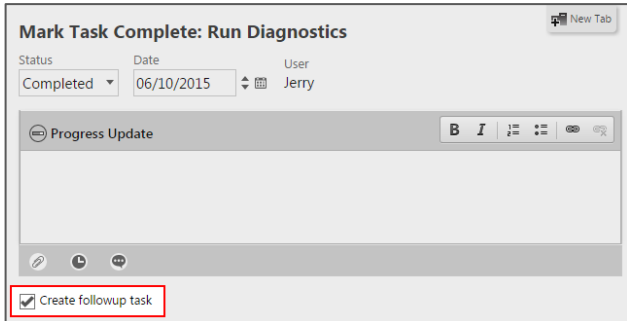 New Tab
Mark Task Complete: Run Diagnostics
Status Date User
Completed 06/10/2015 Jerry
Progress Update B I
Create followup task